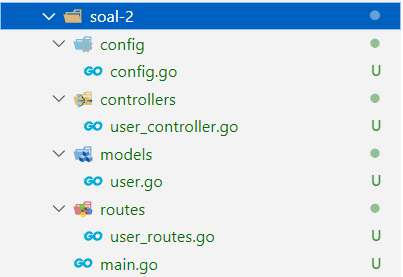 soal-2
config
GO config.go U
controllers
GO user_controller.go U
models
GO user.go U
routes
GO user_routes.go U
GO main.go U